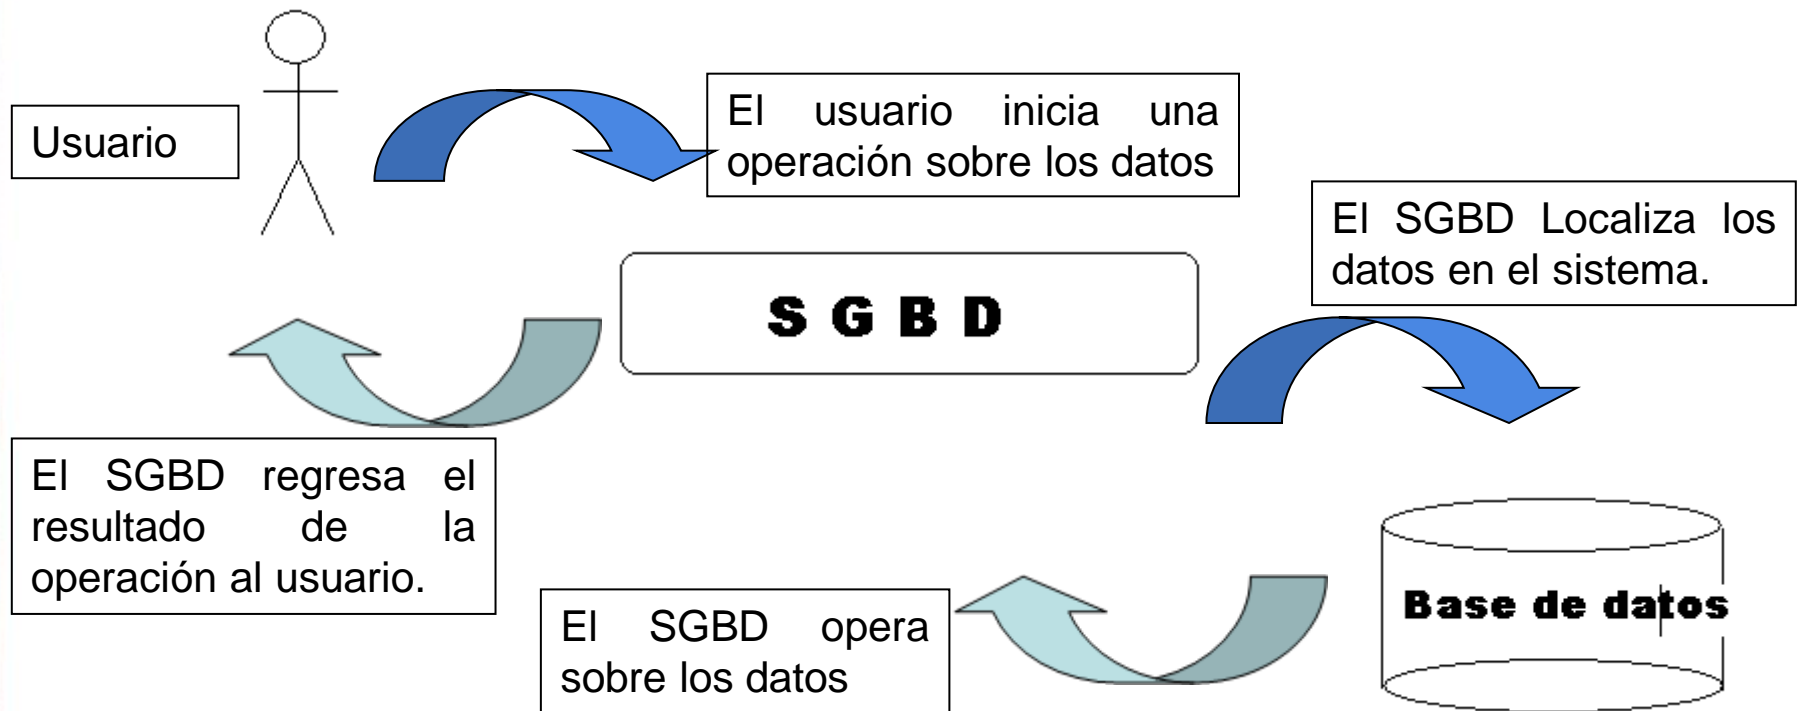 Usuario
El usuario inicia una
operación sobre los datos
El SGBD Localiza los
datos en el sistema.
S G B D
El SGBD regresa el
resultado de la
operación al usuario.
El SGBD opera
sobre los datos
Base de datos